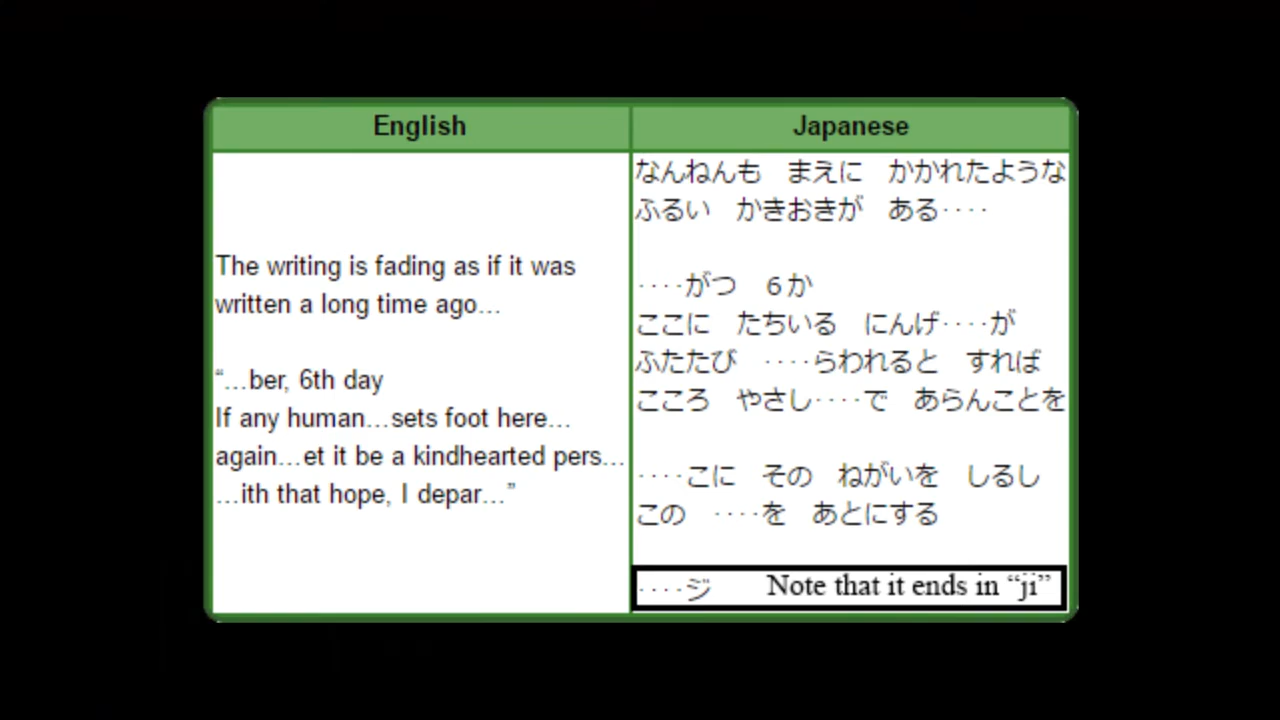 English
Japanese
The writing is fading as if it was
written a long time ago…
“…ber, 6th day
If any human…sets foot here…
again…et it be a kindhearted pers…
…ith that hope, I depar…”
なんねんも　まえに　かかれたような
ふるい　かきおきが　ある‥‥
‥‥がつ　６か
ここに　たちいる　にんげ‥‥が
ふたたび　‥‥らわれると　すれば
こころ　やさし‥‥で　あらんことを
‥‥こに　その　ねがいを　しるし
この　‥‥を　あとにする
‥‥ジ
Note that it ends in “ji”